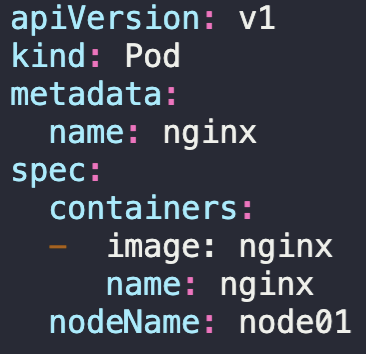 apiVersion: v1
kind: Pod
metadata:
  name: nginx
spec:
  containers:
  -  image: nginx
     name: nginx
  nodeName: node01